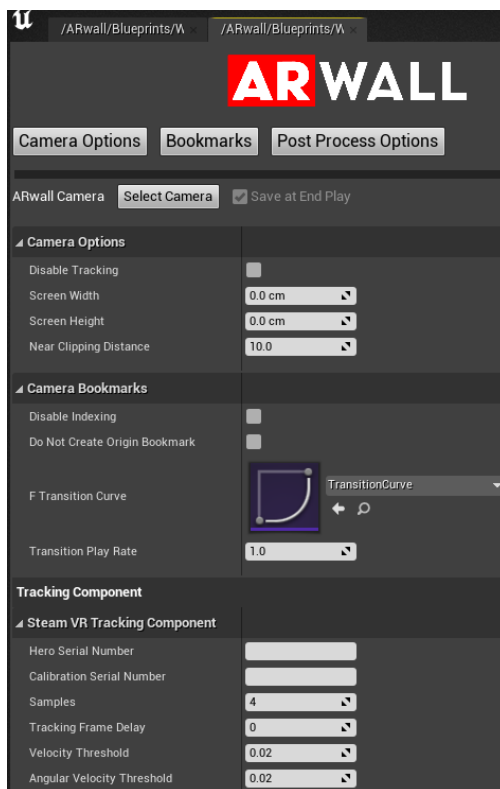 /ARwall/Blueprints/W
/ARwall/Blueprints/W
ARWALL
Camera Options
Bookmarks
Post Process Options
ARwall Camera
Select Camera
Save at End Play
Camera Options
Disable Tracking
Screen Width
0.0 cm
Screen Height
0.0 cm
Near Clipping Distance
10.0
Camera Bookmarks
Disable Indexing
Do Not Create Origin Bookmark
F Transition Curve
TransitionCurve
Transition Play Rate
1.0
Tracking Component
Steam VR Tracking Component
Hero Serial Number
Calibration Serial Number
Samples
4
Tracking Frame Delay
0
Velocity Threshold
0.02
Angular Velocity Threshold
0.02